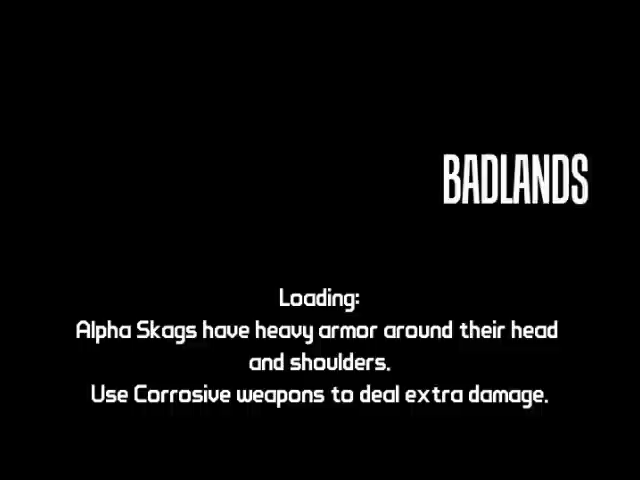 BADLANDS
Loading:
Alpha Skags have heavy armor around their head
and shoulders.
Use Corrosive weapons to deal extra damage.